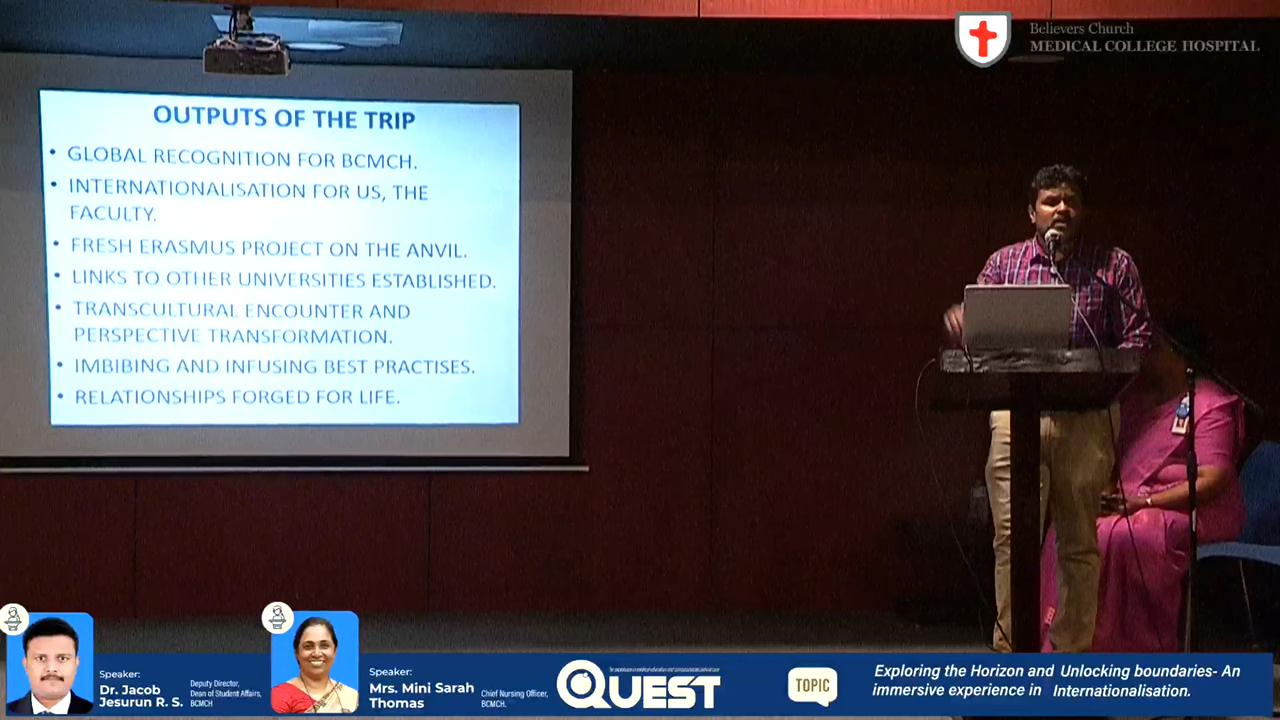 Believers Church
MEDICAL COLLEGE HOSPITAL
OUTPUTS OF THE TRIP
• GLOBAL RECOGNITION FOR BCMCH.
• INTERNATIONALISATION FOR US, THE
FACULTY.
• FRESH ERASMUS PROJECT ON THE ANVIL.
• LINKS TO OTHER UNIVERSITIES ESTABLISHED.
• TRANSCULTURAL ENCOUNTER AND
PERSPECTIVE TRANSFORMATION.
• IMBIBING AND INFUSING BEST PRACTISES.
• RELATIONSHIPS FORGED FOR LIFE.
Speaker:
Dr. Jacob
Jesurun R. S.
Deputy Director,
Dean of Student Affairs,
BCMCH
Speaker:
Mrs. Mini Sarah
Thomas
Chief Nursing Officer,
BCMCH.
QUEST
TOPIC
Exploring the Horizon and Unlocking boundaries- An
immersive experience in Internationalisation.